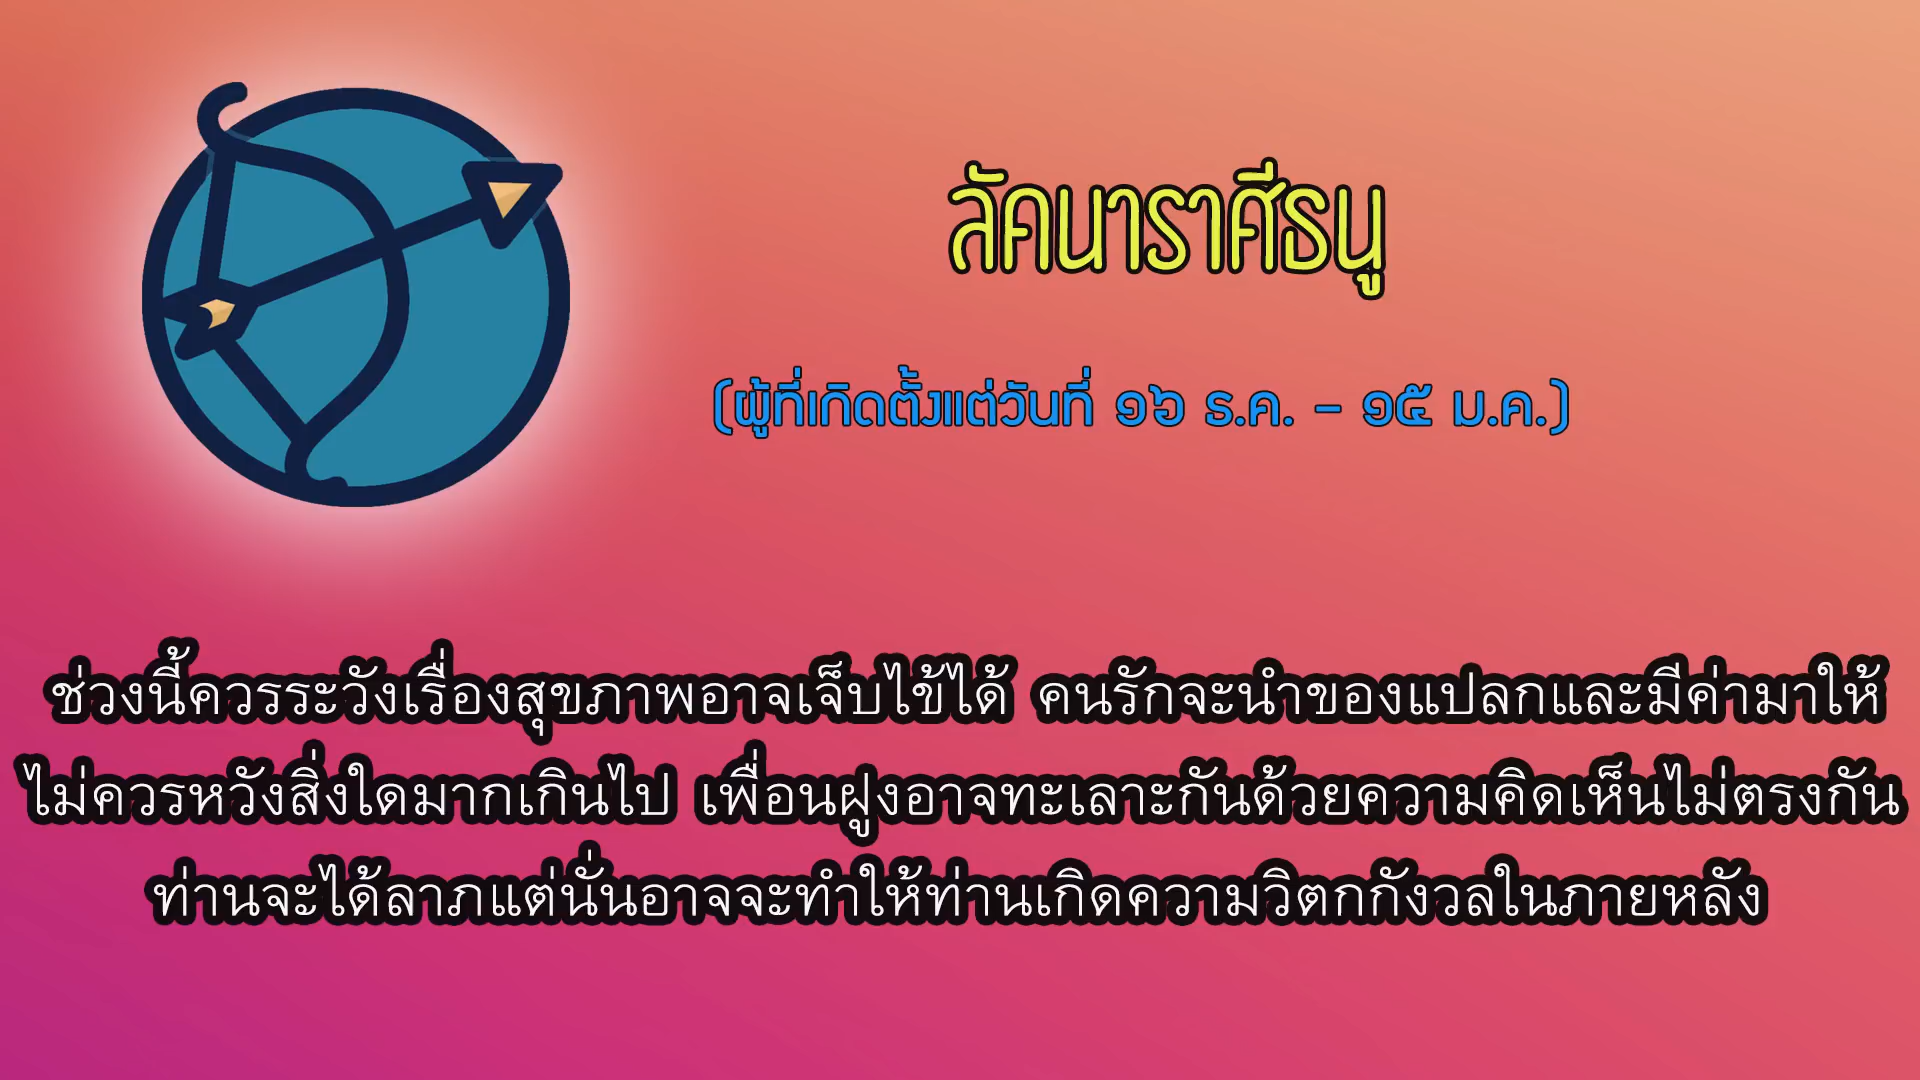 ลัคนาราศีธนู
(ผู้ที่เกิดตั้งแต่วันที่ ๑๖ ธ.ค. – ๑๕ ม.ค.)
ช่วงนี้ควรระวังเรื่องสุขภาพอาจเจ็บไข้ได้ คนรักจะนำของแปลกและมีค่ามาให้
ไม่ควรหวังสิ่งใดมากเกินไป เพื่อนฝูงอาจทะเลาะกันด้วยความคิดเห็นไม่ตรงกัน
ท่านจะได้ลาภแต่นั่นอาจจะทำให้ท่านเกิดความวิตกกังวลในภายหลัง